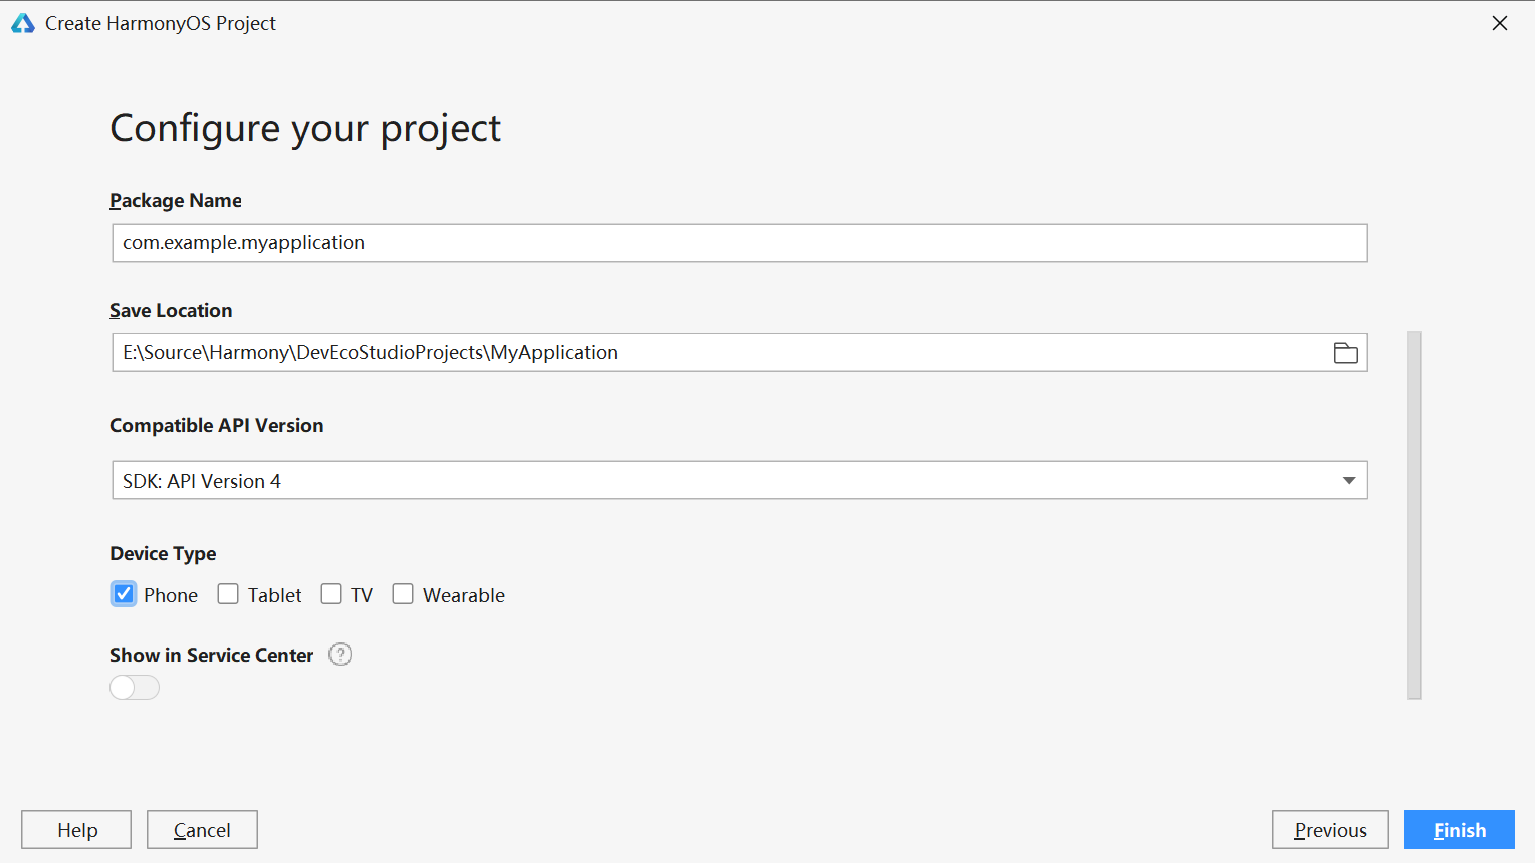 Create HarmonyOS Project
Configure your project
Package Name
com.example.myapplication
Save Location
E:\Source\Harmony\DevEcoStudioProjects\MyApplication
Compatible API Version
SDK: API Version 4
Device Type
Phone Tablet TV Wearable
Show in Service Center ?
Help Cancel Previous Finish